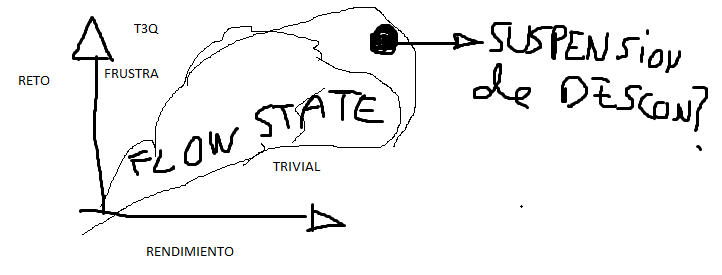 T3Q
RETO
FRUSTRA
FLOW STATE
TRIVIAL
RENDIMIENTO
SUSPENSION
de DESCON?